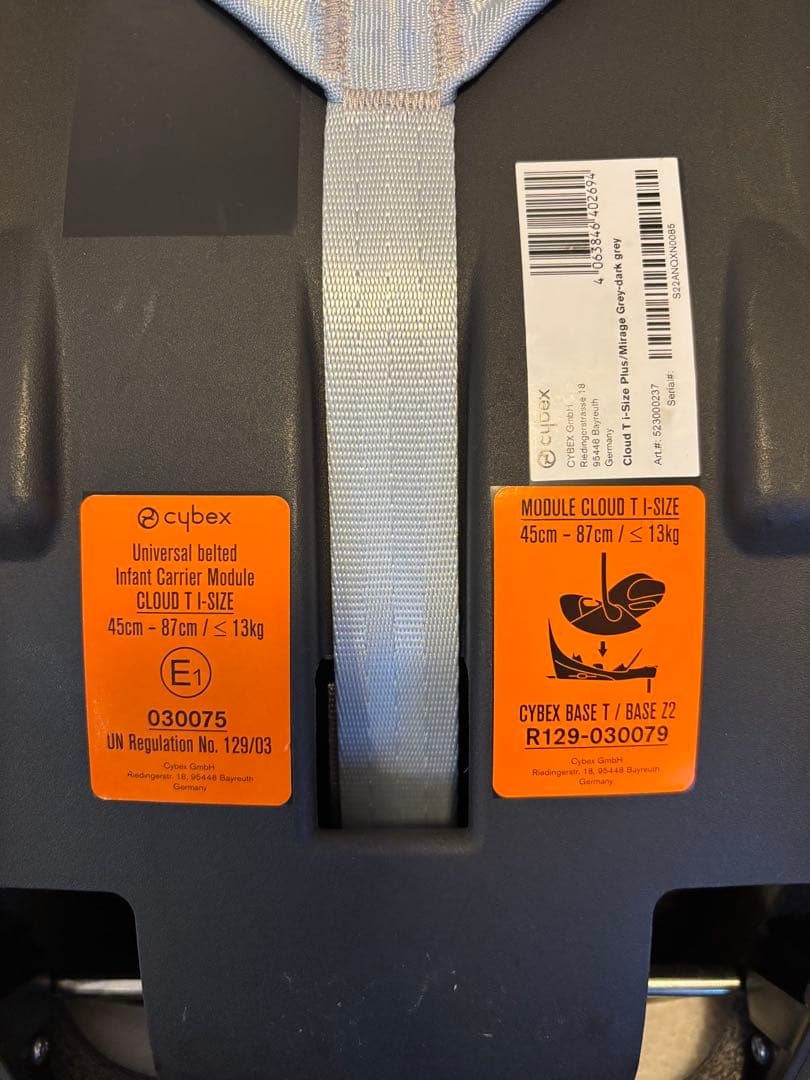 4 063846 402694
S22ANQXN0085
cybex
CYBEX GmbH
Riedingerstrasse 18
95448 Bayreuth
Germany
Cloud T i-Size Plus/Mirage Grey-dark grey
Art.#: 523000237
Serial#:
cybex
Universal belted
Infant Carrier Module
CLOUD T I-SIZE
45cm – 87cm / ≤ 13kg
E1
030075
UN Regulation No. 129/03
Cybex GmbH
Riedingerstr. 18, 95448 Bayreuth
Germany
MODULE CLOUD T I-SIZE
45cm – 87cm / ≤ 13kg
CYBEX BASE T / BASE Z2
R129-030079
Cybex GmbH
Riedingerstr. 18, 95448 Bayreuth
Germany